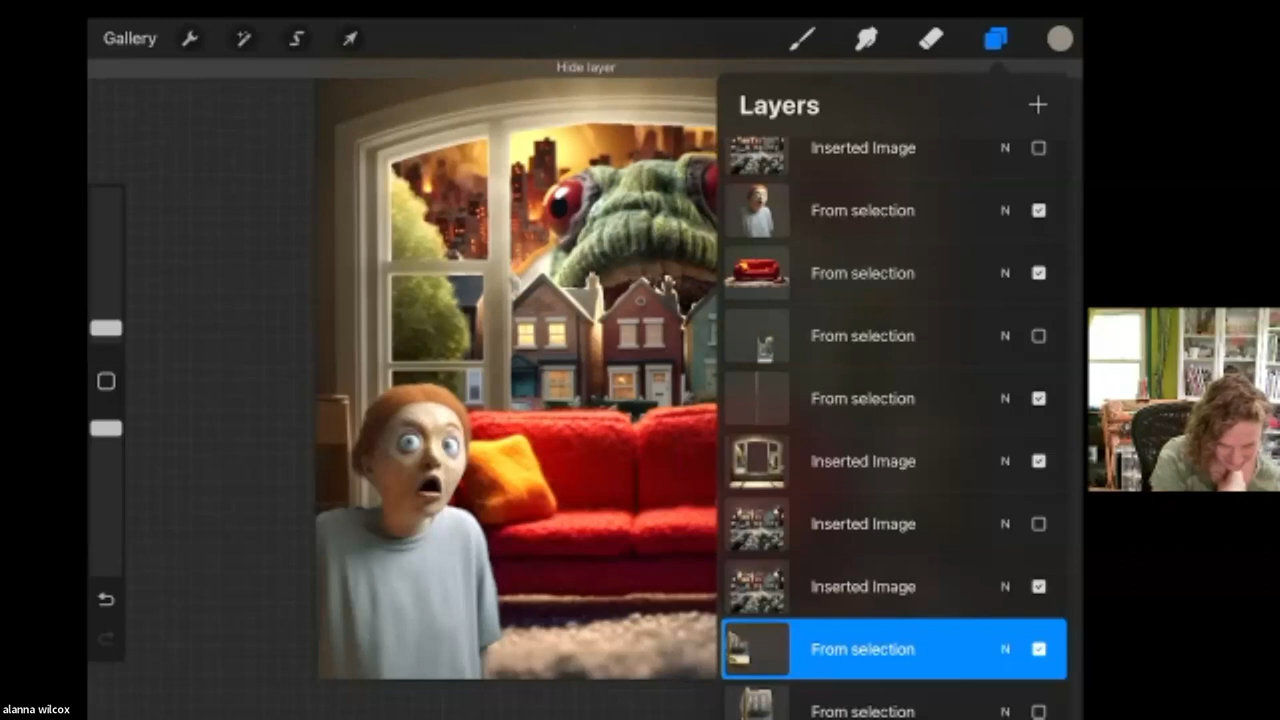 Gallery
Hide layer
Layers
Inserted Image N
From selection N
From selection N
From selection N
From selection N
Inserted Image N
Inserted Image N
Inserted Image N
From selection N
From selection N
alanna wilcox